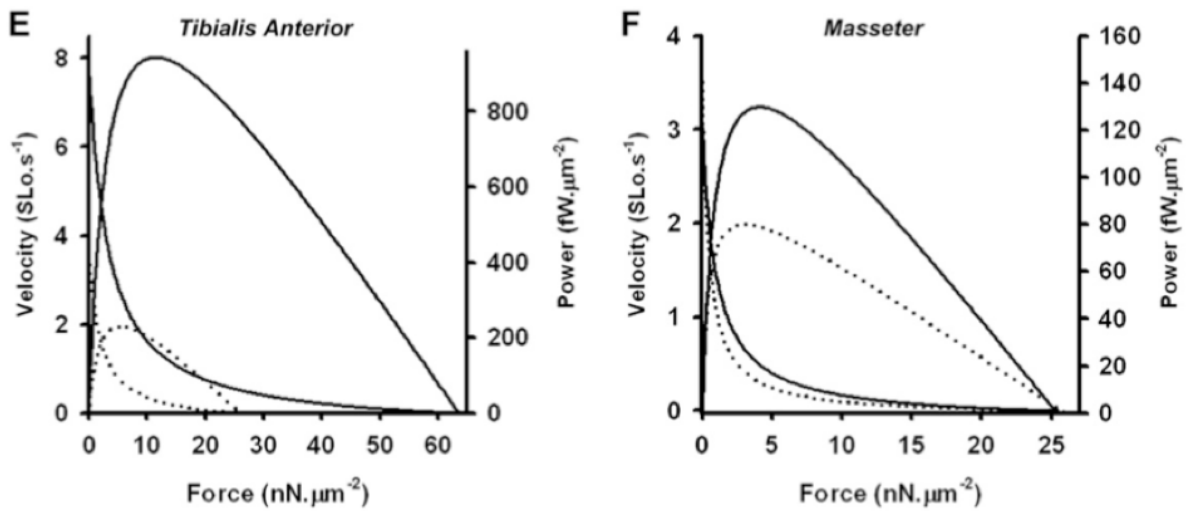 E
Tibialis Anterior
8
6
4
2
0
Velocity (SLo.s⁻¹)
800
600
400
200
0
Power (fW.μm⁻²)
0 10 20 30 40 50 60
Force (nN.μm⁻²)
F
Masseter
4
3
2
1
0
Velocity (SLo.s⁻¹)
160
140
120
100
80
60
40
20
0
Power (fW.μm⁻²)
0 5 10 15 20 25
Force (nN.μm⁻²)